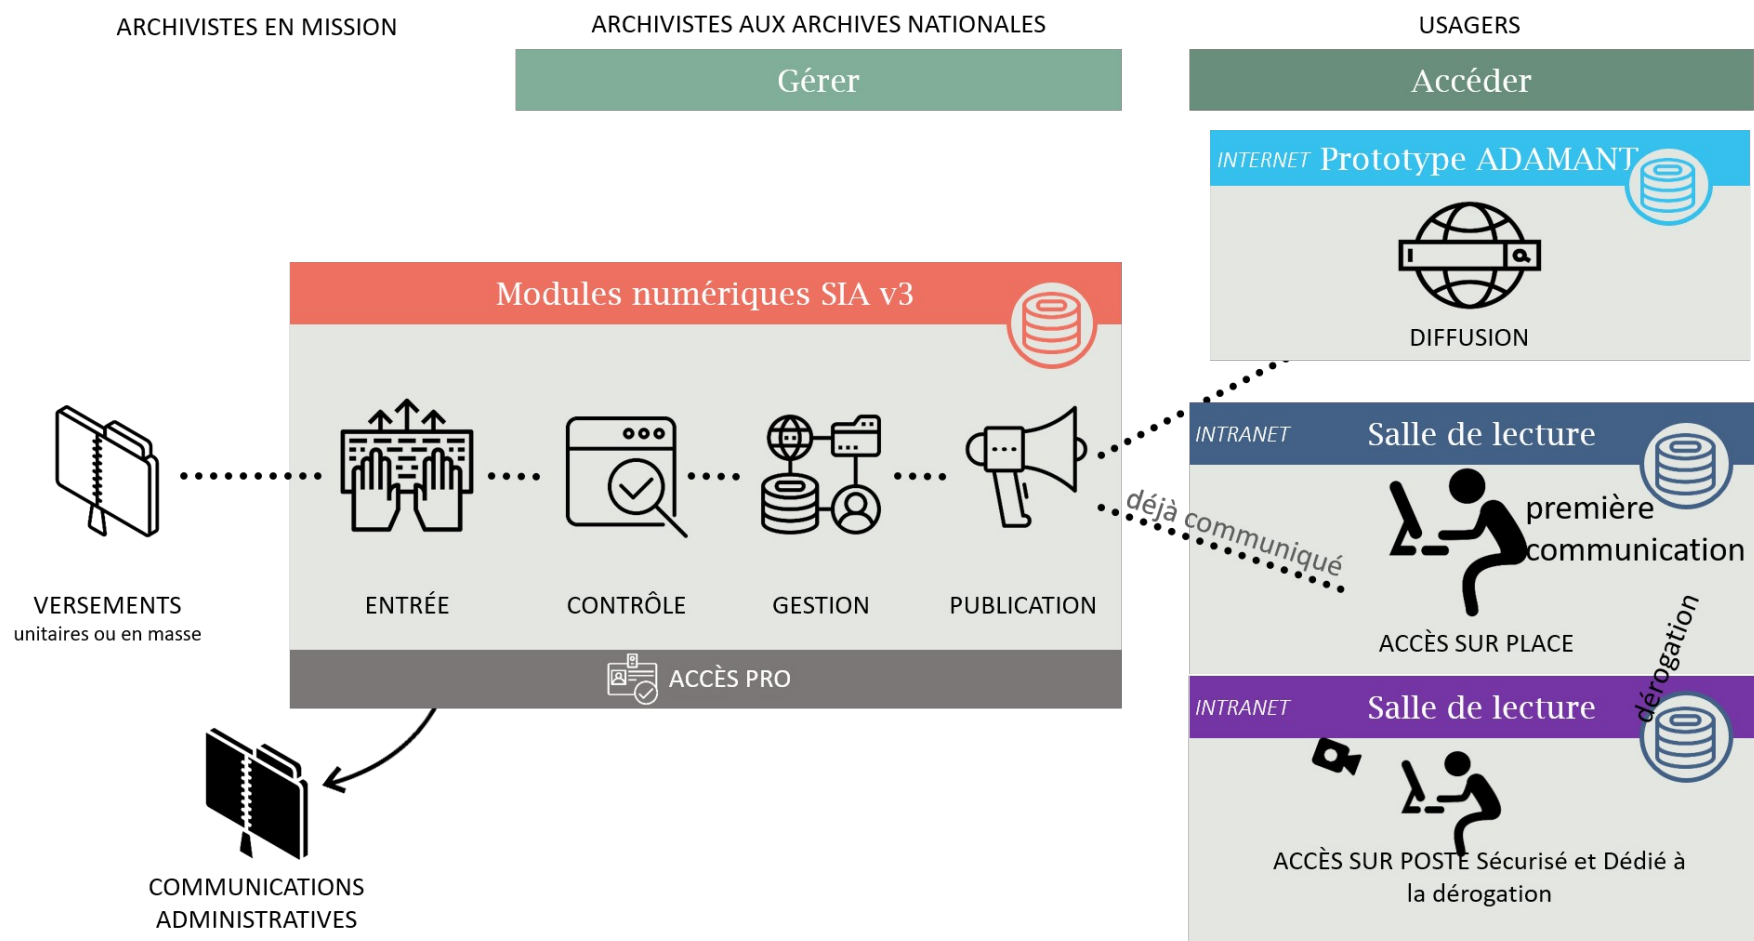 ARCHIVISTES EN MISSION
ARCHIVISTES AUX ARCHIVES NATIONALES
USAGERS
Gérer
Accéder
INTERNET Prototype ADAMANT
DIFFUSION
Modules numériques SIA v3
INTRANET Salle de lecture
première
communication
déjà communiqué
VERSEMENTS
unitaires ou en masse
ENTRÉE
CONTRÔLE
GESTION
PUBLICATION
ACCÈS SUR PLACE
dérogation
ACCÈS PRO
INTRANET Salle de lecture
ACCÈS SUR POSTE Sécurisé et Dédié à
la dérogation
COMMUNICATIONS
ADMINISTRATIVES